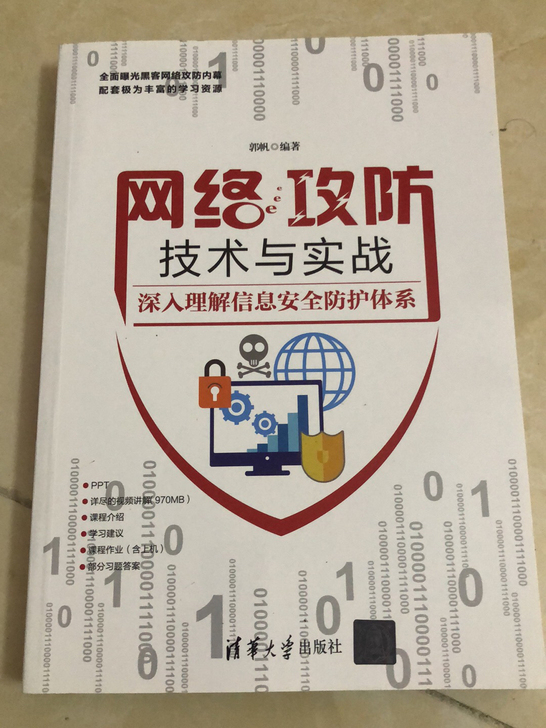 全面曝光黑客网络攻防内幕
配套极为丰富的学习资源
郭帆◎编著
网络攻防
技术与实战
深入理解信息安全防护体系
PPT
详尽的视频讲解(970MB)
课程介绍
学习建议
课程作业(含上机)
部分习题答案
清华大学出版社